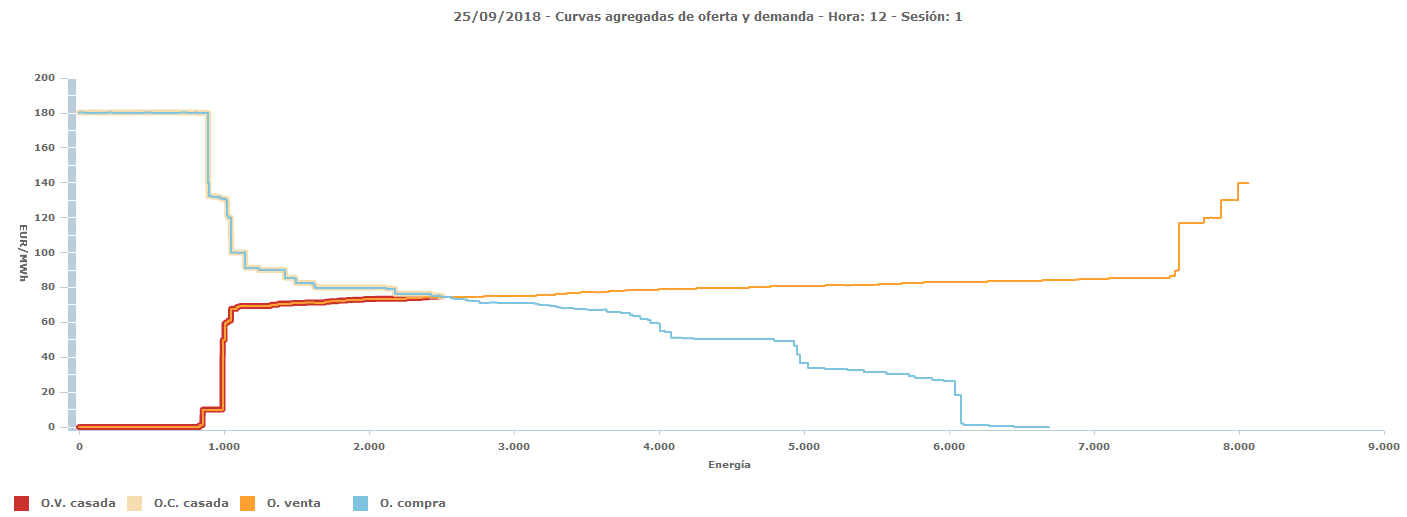 25/09/2018 - Curvas agregadas de oferta y demanda - Hora: 12 - Sesión: 1
200
180
160
140
120
100
80
60
40
20
0
EUR/MWh
0 1.000 2.000 3.000 4.000 5.000 6.000 7.000 8.000 9.000
Energía
O.V. casada O.C. casada O. venta O. compra